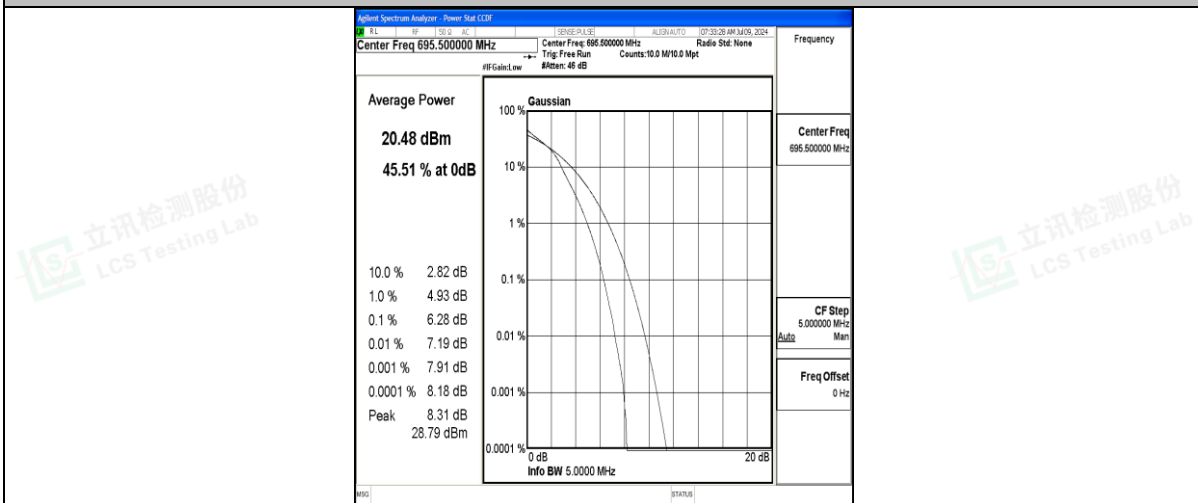 Agilent Spectrum Analyzer - Power Stat CCDF
RL RF 50 Ω AC SENSE:PULSE ALIGN AUTO 07:33:28 AM Jul 09, 2024
Center Freq 695.500000 MHz
Center Freq: 695.500000 MHz Radio Std: None
Trig: Free Run Counts:10.0 M/10.0 Mpt
#IFGain:Low #Atten: 46 dB
Frequency
Average Power
20.48 dBm
45.51 % at 0dB
10.0 % 2.82 dB
1.0 % 4.93 dB
0.1 % 6.28 dB
0.01 % 7.19 dB
0.001 % 7.91 dB
0.0001 % 8.18 dB
Peak 8.31 dB
28.79 dBm
Gaussian
100 %
10 %
1 %
0.1 %
0.01 %
0.001 %
0.0001 %
0 dB 20 dB
Info BW 5.0000 MHz
Center Freq
695.500000 MHz
CF Step
5.000000 MHz
Auto Man
Freq Offset
0 Hz
MSG STATUS
立讯检测股份
LCS Testing Lab
立讯检测股份
LCS Testing Lab